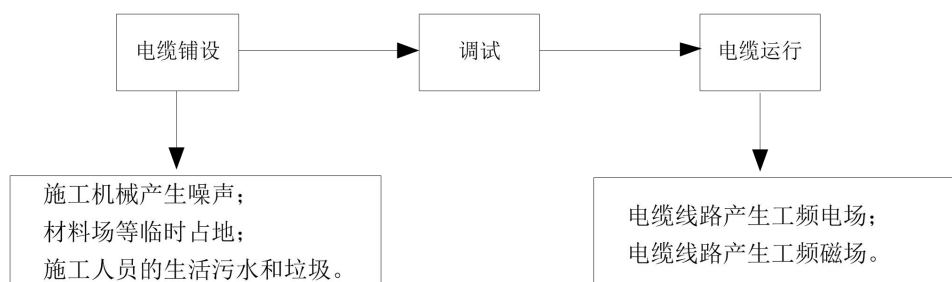 电缆铺设
调试
电缆运行
施工机械产生噪声；
材料场等临时占地；
施工人员的生活污水和垃圾。
电缆线路产生工频电场；
电缆线路产生工频磁场。